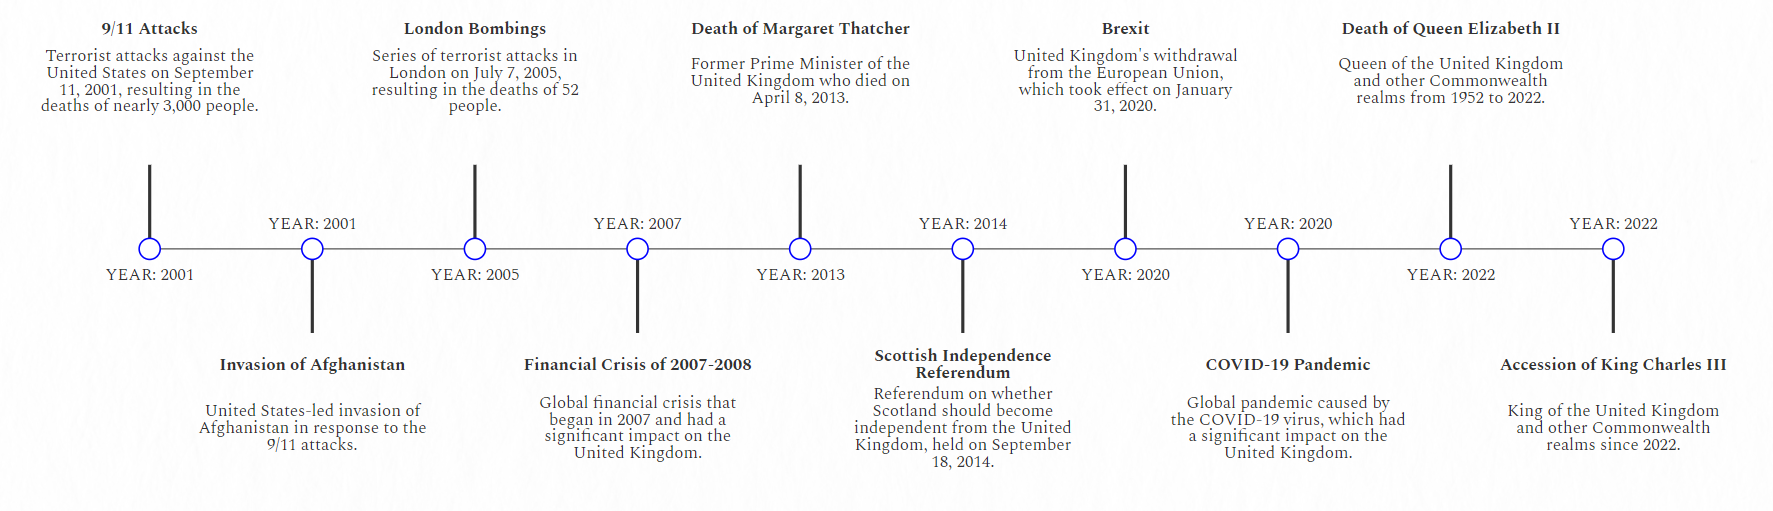 9/11 Attacks
Terrorist attacks against the
United States on September
11, 2001, resulting in the
deaths of nearly 3,000 people.
London Bombings
Series of terrorist attacks in
London on July 7, 2005,
resulting in the deaths of 52
people.
Death of Margaret Thatcher
Former Prime Minister of the
United Kingdom who died on
April 8, 2013.
Brexit
United Kingdom's withdrawal
from the European Union,
which took effect on January
31, 2020.
Death of Queen Elizabeth II
Queen of the United Kingdom
and other Commonwealth
realms from 1952 to 2022.
YEAR: 2001
YEAR: 2007
YEAR: 2014
YEAR: 2020
YEAR: 2022
YEAR: 2001
YEAR: 2005
YEAR: 2013
YEAR: 2020
YEAR: 2022
Invasion of Afghanistan
United States-led invasion of
Afghanistan in response to the
9/11 attacks.
Financial Crisis of 2007-2008
Global financial crisis that
began in 2007 and had a
significant impact on the
United Kingdom.
Scottish Independence
Referendum
Referendum on whether
Scotland should become
independent from the United
Kingdom, held on September
18, 2014.
COVID-19 Pandemic
Global pandemic caused by
the COVID-19 virus, which had
a significant impact on the
United Kingdom.
Accession of King Charles III
King of the United Kingdom
and other Commonwealth
realms since 2022.